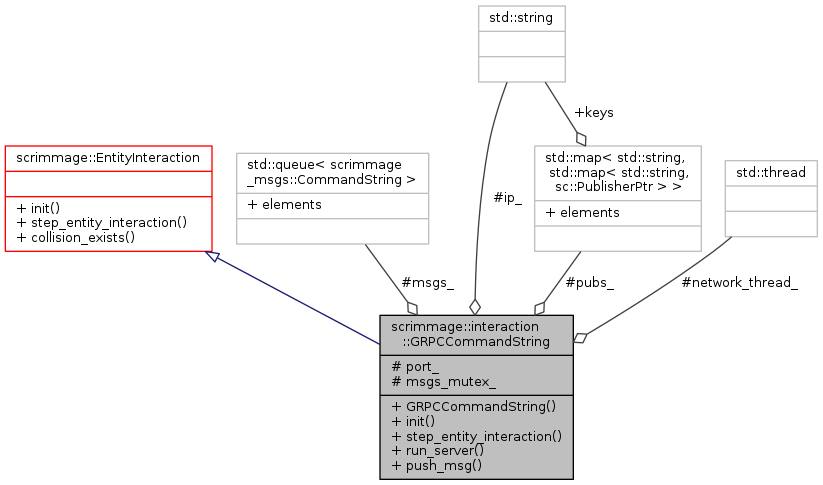 std::string
+keys
scrimmage::EntityInteraction
+ init()
+ step_entity_interaction()
+ collision_exists()
std::queue< scrimmage
_msgs::CommandString >
+ elements
std::map< std::string,
std::map< std::string,
sc::PublisherPtr > >
+ elements
std::thread
#ip_
#msgs_
#pubs_
#network_thread_
scrimmage::interaction
::GRPCCommandString
# port_
# msgs_mutex_
+ GRPCCommandString()
+ init()
+ step_entity_interaction()
+ run_server()
+ push_msg()